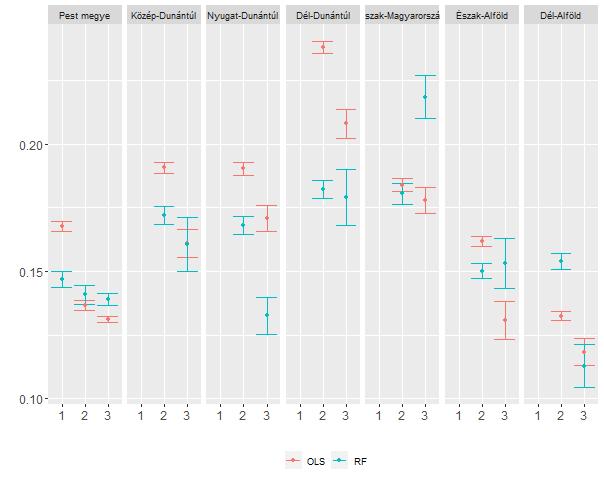 Pest megye Közép-Dunántúl Nyugat-Dunántúl Dél-Dunántúl szak-Magyarorszá Észak-Alföld Dél-Alföld
0.20
0.15
0.10
1 2 3 1 2 3 1 2 3 1 2 3 1 2 3 1 2 3 1 2 3
OLS RF